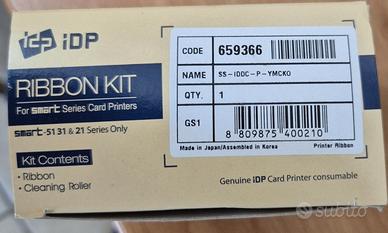 idp iDP
RIBBON KIT
For smart Series Card Printers
smart-51 31 & 21 Series Only
Kit Contents
• Ribbon
• Cleaning Roller
CODE 659366
NAME SS-IDDC-P-YMCKO
QTY. 1
GS1 8 809875 400210
Made in Japan/Assembled in Korea Printer Ribbon
Genuine iDP Card Printer consumable
subito